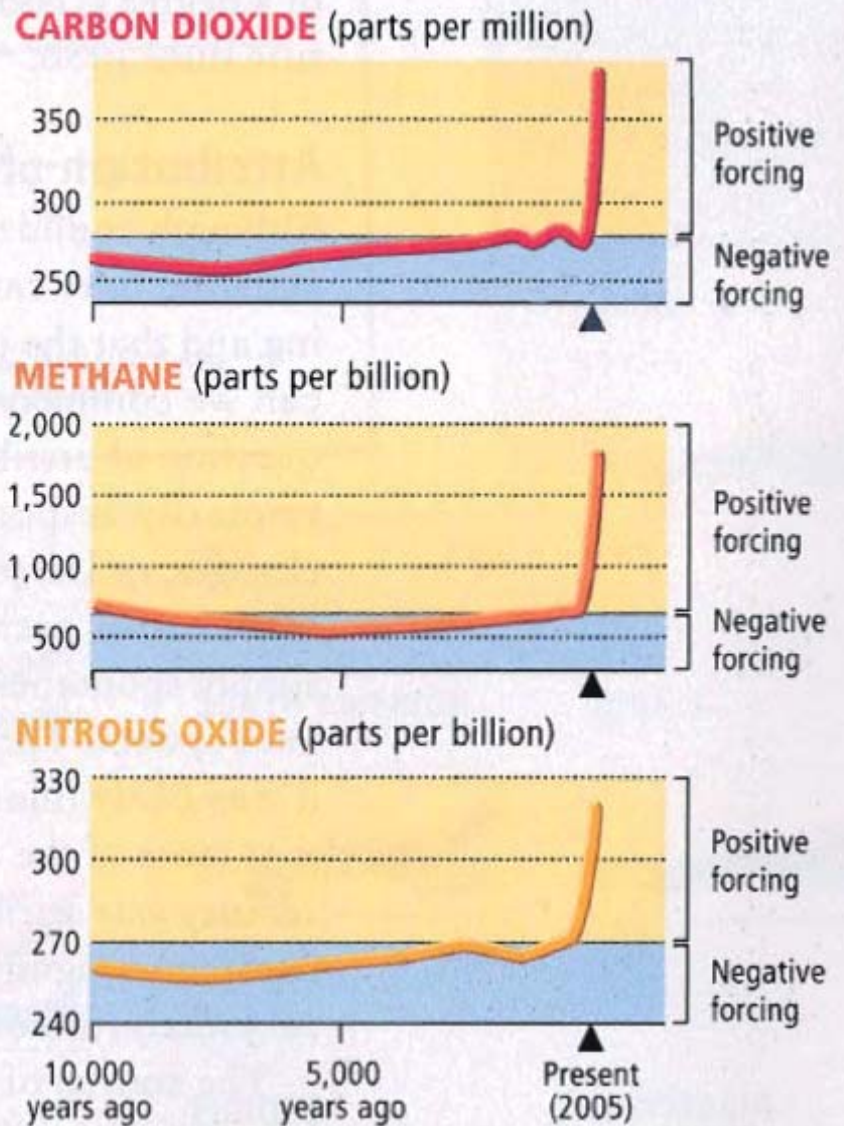 CARBON DIOXIDE (parts per million)
350
300
250
Positive
forcing
Negative
forcing
METHANE (parts per billion)
2,000
1,500
1,000
500
Positive
forcing
Negative
forcing
NITROUS OXIDE (parts per billion)
330
300
270
240
Positive
forcing
Negative
forcing
10,000
years ago
5,000
years ago
Present
(2005)